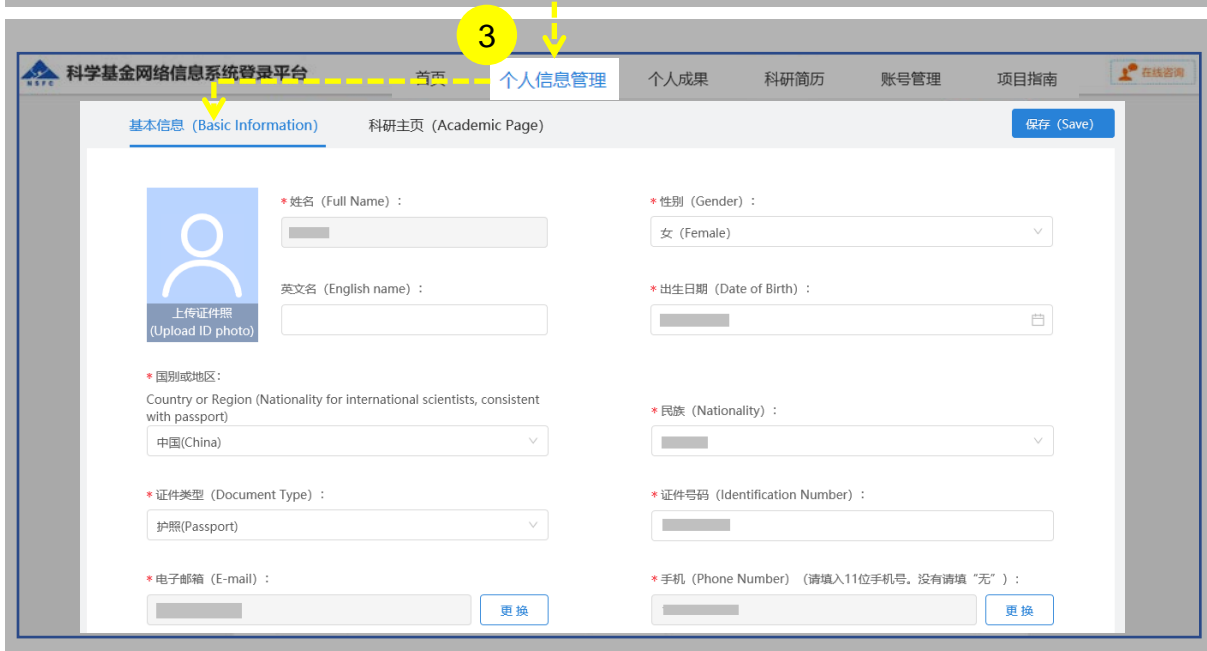 3
NSFC 科学基金网络信息系统登录平台 首页 个人信息管理 个人成果 科研简历 账号管理 项目指南 在线咨询
基本信息 (Basic Information) 科研主页 (Academic Page) 保存 (Save)
* 姓名 (Full Name) : * 性别 (Gender) :
女 (Female)
英文名 (English name) : * 出生日期 (Date of Birth) :
上传证件照
(Upload ID photo)
* 国别或地区:
Country or Region (Nationality for international scientists, consistent
with passport) * 民族 (Nationality) :
中国(China)
* 证件类型 (Document Type) : * 证件号码 (Identification Number) :
护照(Passport)
* 电子邮箱 (E-mail) : * 手机 (Phone Number) (请填入11位手机号。没有请填“无”) :
更换 更换